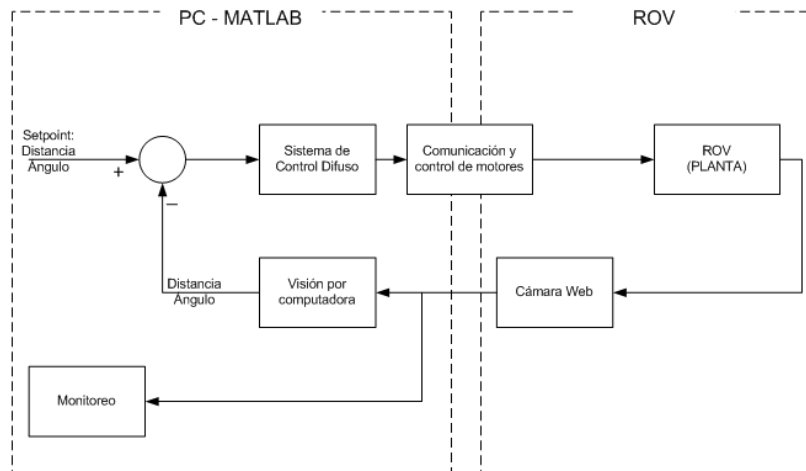 PC - MATLAB
ROV
Setpoint:
Distancia
Ángulo
+
–
Sistema de
Control Difuso
Comunicación y
control de motores
ROV
(PLANTA)
Distancia
Ángulo
Visión por
computadora
Cámara Web
Monitoreo